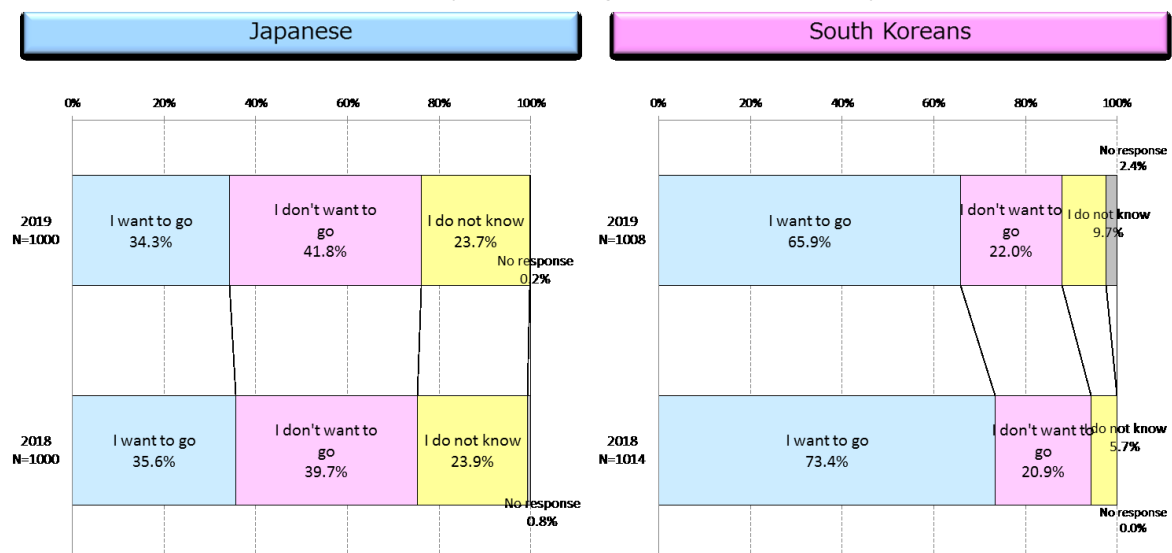 Japanese
South Koreans
0% 20% 40% 60% 80% 100%
0% 20% 40% 60% 80% 100%
2019
N=1000
I want to go
34.3%
I don't want to
go
41.8%
I do not know
23.7%
No response
0.2%
2018
N=1000
I want to go
35.6%
I don't want to
go
39.7%
I do not know
23.9%
No response
0.8%
No response
2.4%
2019
N=1008
I want to go
65.9%
I don't want to
go
22.0%
I do not know
9.7%
2018
N=1014
I want to go
73.4%
I don't want to
go
20.9%
I do not know
5.7%
No response
0.0%